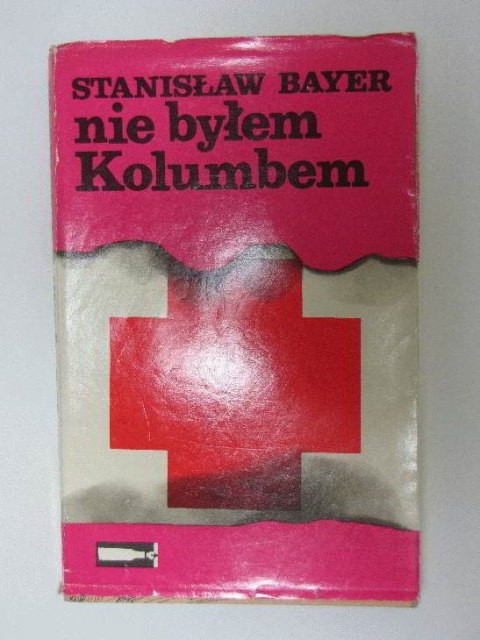 STANISŁAW BAYER
nie byłem
Kolumbem